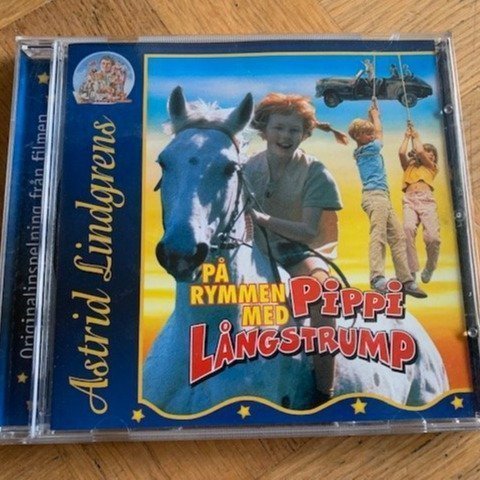 Originalinspelning från filmen
Astrid Lindgrens
PÅ
RYMMEN
MED
PIPPI
LÅNGSTRUMP